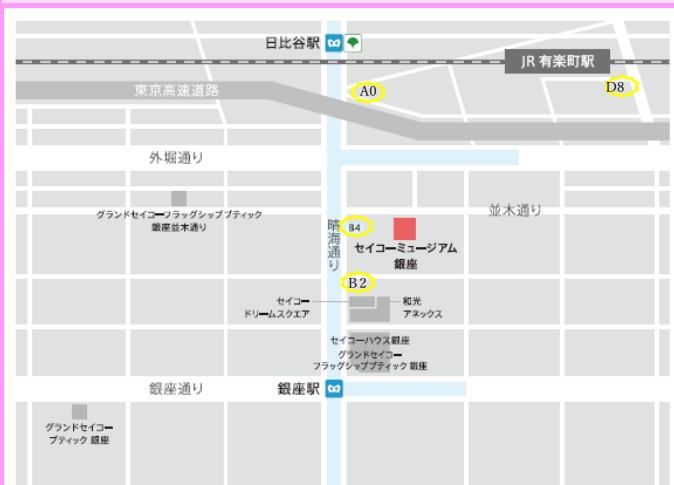 日比谷駅
JR 有楽町駅
東京高速道路
A0
D8
外堀通り
グランドセイコーフラッグシップブティック
銀座並木通り
並木通り
晴海通り
B4
セイコーミュージアム
銀座
B2
セイコー
ドリームスクエア
和光
アネックス
セイコーハウス銀座
グランドセイコー
フラッグシップブティック 銀座
銀座通り
銀座駅
グランドセイコー
ブティック 銀座